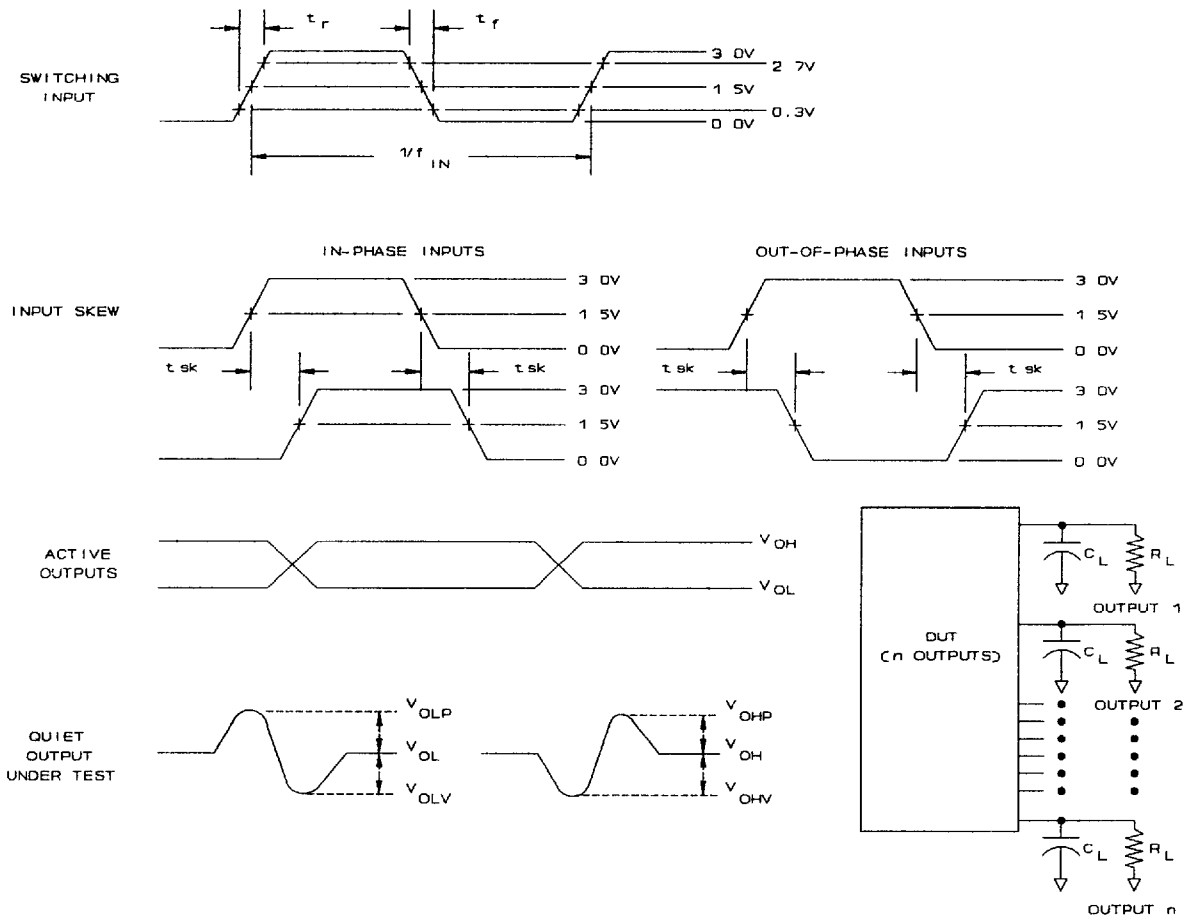 t r
t f
SWITCHING
INPUT
3 0V
2 7V
1 5V
0.3V
0 0V
1/f IN
IN-PHASE INPUTS
OUT-OF-PHASE INPUTS
INPUT SKEW
3 0V
1 5V
0 0V
3 0V
1 5V
0 0V
t sk
t sk
t sk
t sk
3 0V
1 5V
0 0V
3 0V
1 5V
0 0V
ACTIVE
OUTPUTS
V OH
V OL
DUT
(n OUTPUTS)
C L
R L
OUTPUT 1
C L
R L
OUTPUT 2
QUIET
OUTPUT
UNDER TEST
V OLP
V OL
V OLV
V OHP
V OH
V OHV
C L
R L
OUTPUT n